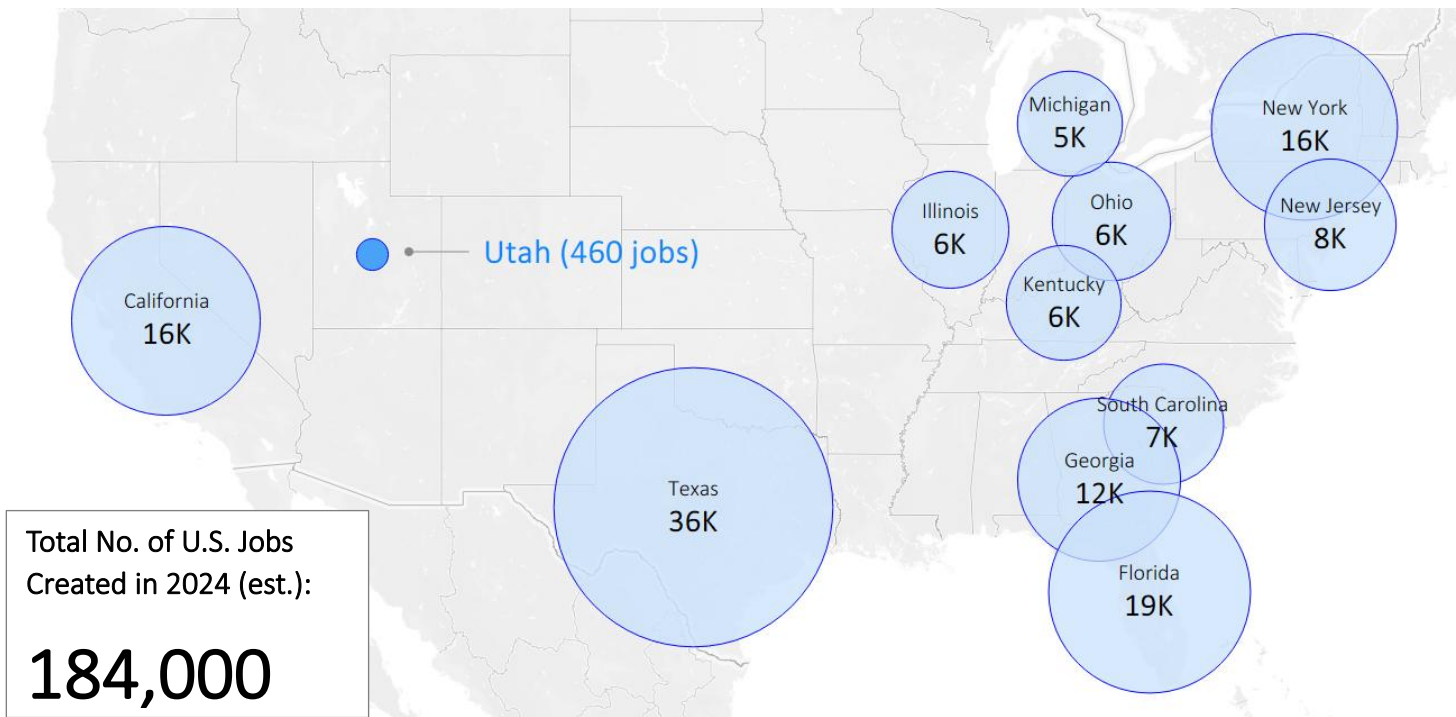 Michigan
5K
New York
16K
Illinois
6K
Ohio
6K
New Jersey
8K
Utah (460 jobs)
Kentucky
6K
California
16K
South Carolina
7K
Georgia
12K
Texas
36K
Florida
19K
Total No. of U.S. Jobs
Created in 2024 (est.):
184,000